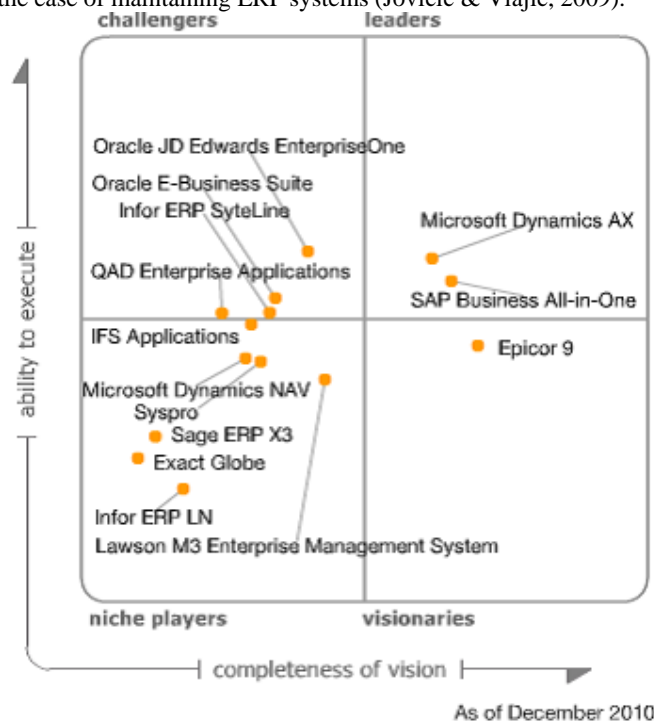 the case of maintaining ERP systems (Jovicic & Vlajic, 2009).
challengers leaders
Oracle JD Edwards EnterpriseOne
Oracle E-Business Suite
Infor ERP SyteLine
Microsoft Dynamics AX
QAD Enterprise Applications
SAP Business All-in-One
ability to execute
IFS Applications
Epicor 9
Microsoft Dynamics NAV
Syspro
Sage ERP X3
Exact Globe
Infor ERP LN
Lawson M3 Enterprise Management System
niche players visionaries
completeness of vision
As of December 2010